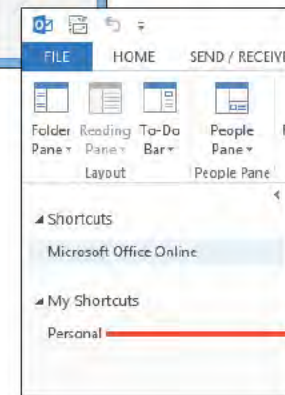 FILE HOME SEND / RECEIVE
Folder Pane Reading Pane To-Do Bar People Pane
Layout People Pane
Shortcuts
Microsoft Office Online
My Shortcuts
Personal